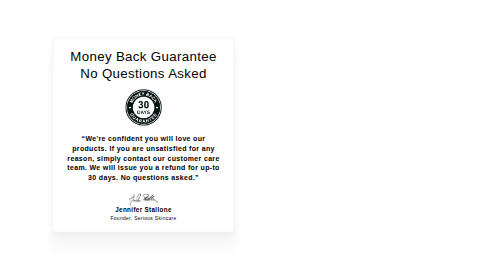 Money Back Guarantee
No Questions Asked
MONEY BACK
30
DAYS
GUARANTEE
“We're confident you will love our
products. If you are unsatisfied for any
reason, simply contact our customer care
team. We will issue you a refund for up-to
30 days. No questions asked.”
Jennifer Stallone
Founder, Serious Skincare